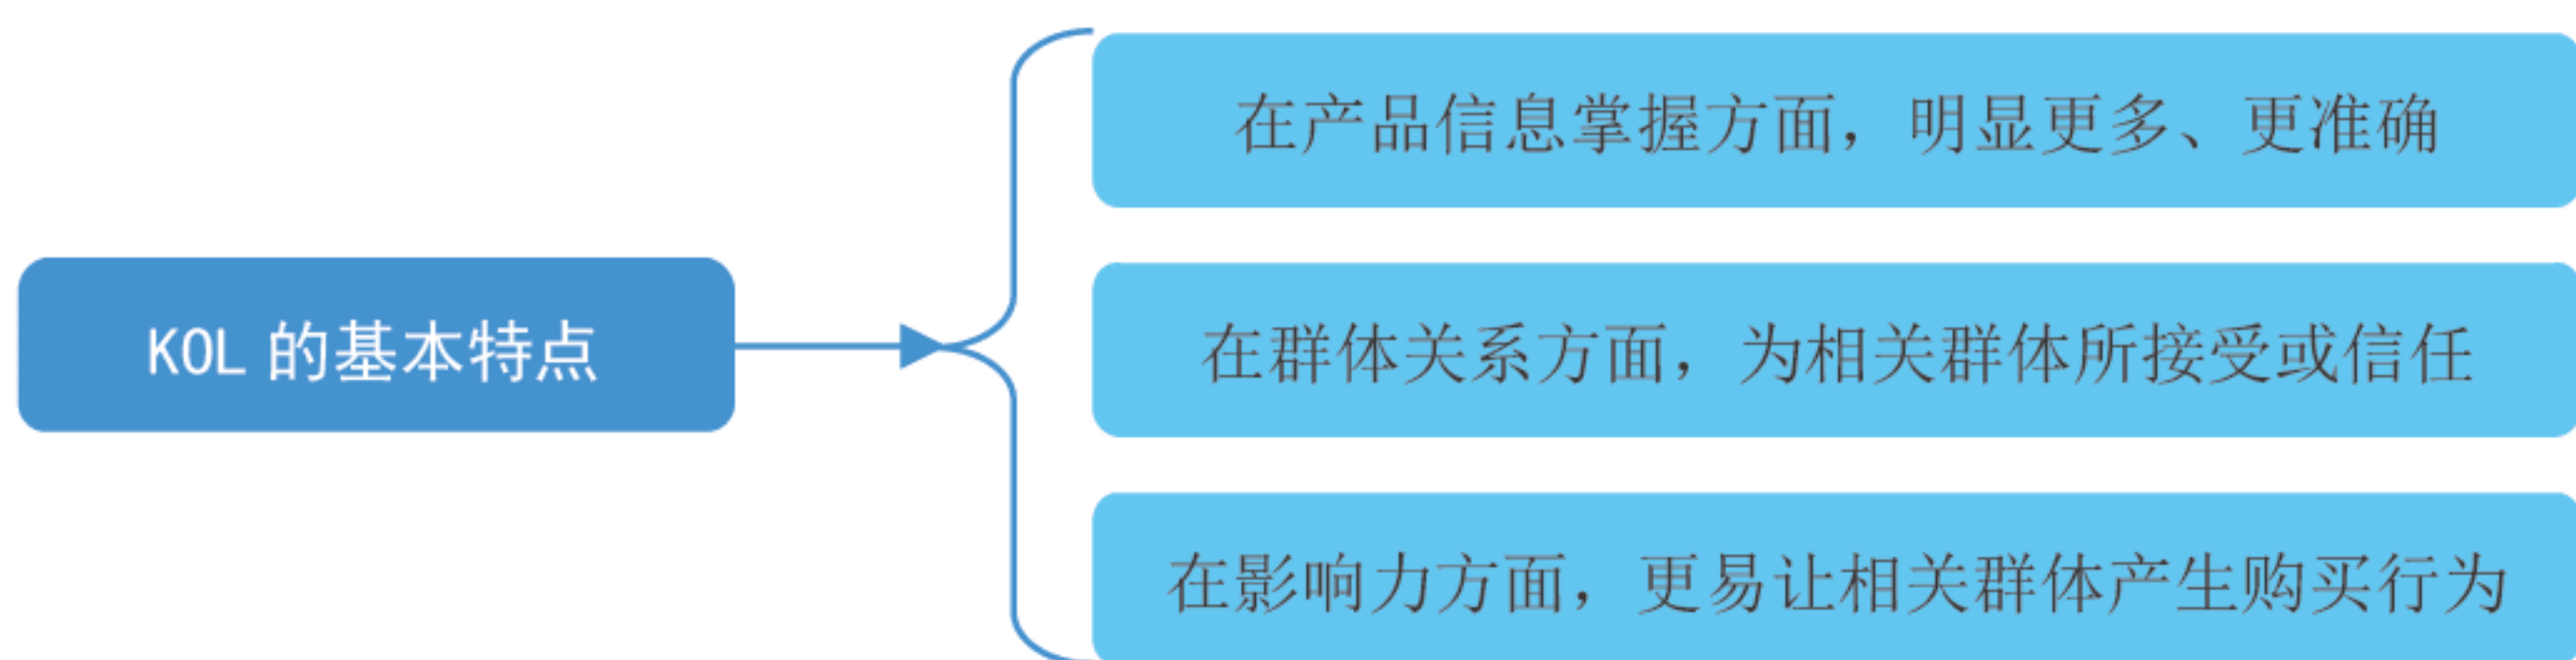 KOL 的基本特点
在产品信息掌握方面，明显更多、更准确
在群体关系方面，为相关群体所接受或信任
在影响力方面，更易让相关群体产生购买行为